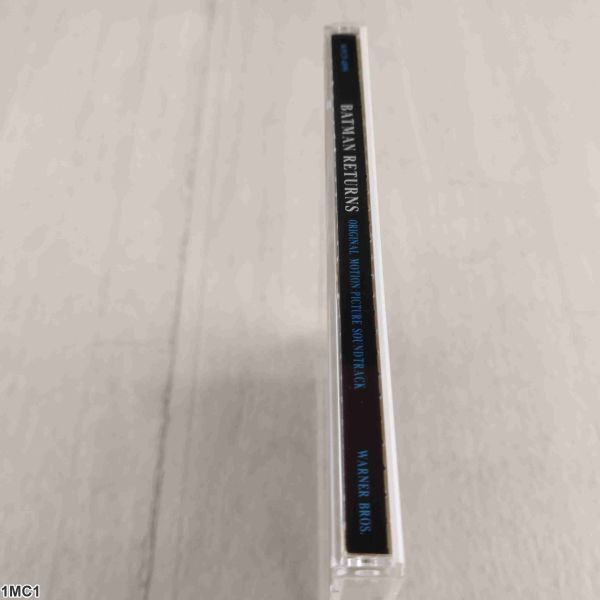 BATMAN RETURNS ORIGINAL MOTION PICTURE SOUNDTRACK
WARNER BROS.
1MC1